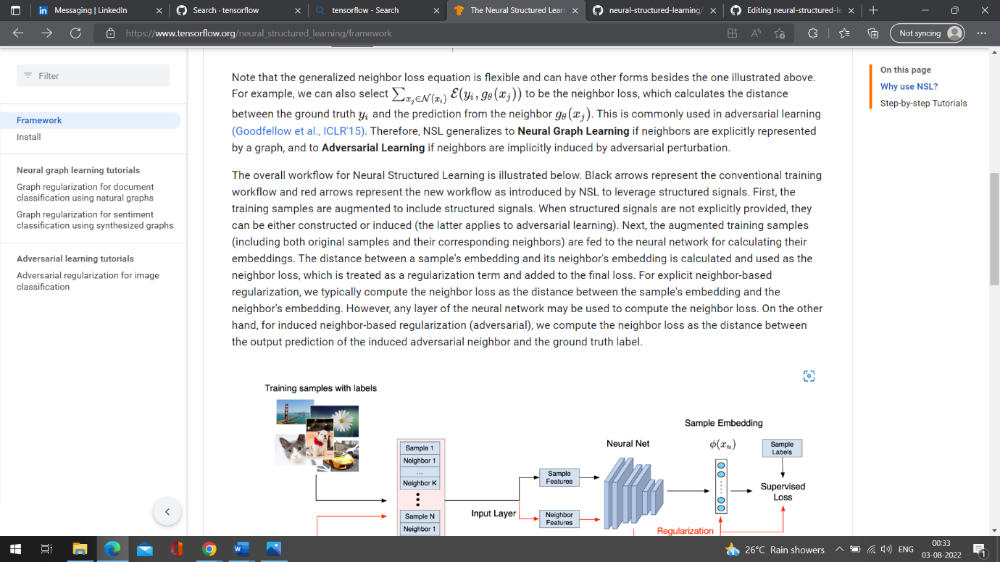 Messaging | LinkedIn
Search · tensorflow
tensorflow - Search
The Neural Structured Learn
neural-structured-learning/
Editing neural-structured-le
https://www.tensorflow.org/neural_structured_learning/framework
Not syncing
Filter
Framework
Install
Neural graph learning tutorials
Graph regularization for document
classification using natural graphs
Graph regularization for sentiment
classification using synthesized graphs
Adversarial learning tutorials
Adversarial regularization for image
classification
Note that the generalized neighbor loss equation is flexible and can have other forms besides the one illustrated above.
For example, we can also select ∑xj∈N(xi) ℰ(yi, gθ(xj)) to be the neighbor loss, which calculates the distance
between the ground truth yi and the prediction from the neighbor gθ(xj). This is commonly used in adversarial learning
(Goodfellow et al., ICLR'15). Therefore, NSL generalizes to Neural Graph Learning if neighbors are explicitly represented
by a graph, and to Adversarial Learning if neighbors are implicitly induced by adversarial perturbation.
The overall workflow for Neural Structured Learning is illustrated below. Black arrows represent the conventional training
workflow and red arrows represent the new workflow as introduced by NSL to leverage structured signals. First, the
training samples are augmented to include structured signals. When structured signals are not explicitly provided, they
can be either constructed or induced (the latter applies to adversarial learning). Next, the augmented training samples
(including both original samples and their corresponding neighbors) are fed to the neural network for calculating their
embeddings. The distance between a sample's embedding and its neighbor's embedding is calculated and used as the
neighbor loss, which is treated as a regularization term and added to the final loss. For explicit neighbor-based
regularization, we typically compute the neighbor loss as the distance between the sample's embedding and the
neighbor's embedding. However, any layer of the neural network may be used to compute the neighbor loss. On the other
hand, for induced neighbor-based regularization (adversarial), we compute the neighbor loss as the distance between
the output prediction of the induced adversarial neighbor and the ground truth label.
Training samples with labels
Sample 1
Neighbor 1
...
Neighbor K
Sample N
Neighbor 1
Input Layer
Sample
Features
Neighbor
Features
Neural Net
Sample Embedding
ϕ(xu)
Sample
Labels
Supervised
Loss
Regularization
On this page
Why use NSL?
Step-by-step Tutorials
26°C Rain showers
ENG
00:33
03-08-2022
1